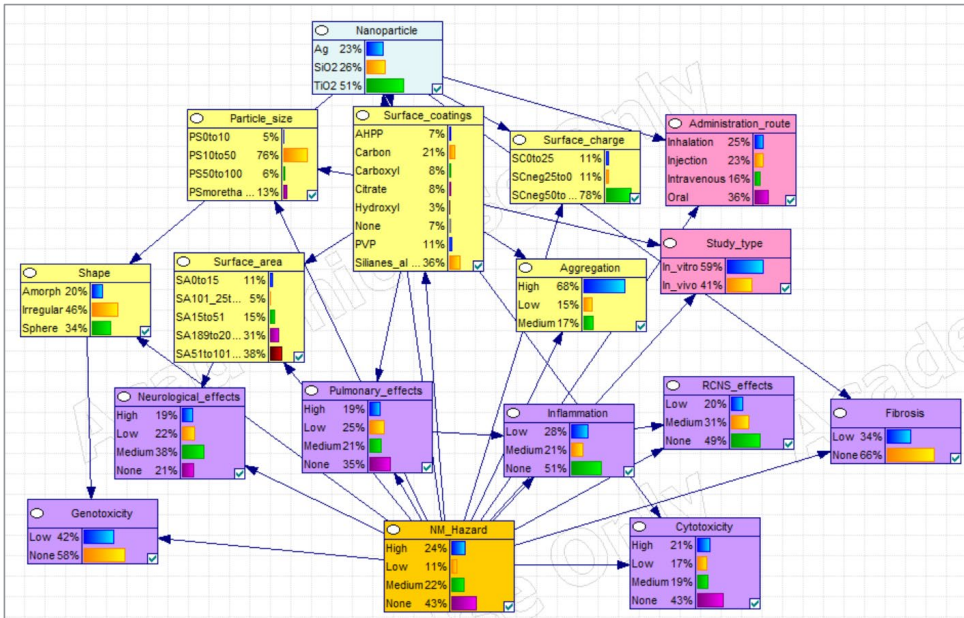 Nanoparticle
Ag 23%
SiO2 26%
TiO2 51%
Particle_size
PS0to10 5%
PS10to50 76%
PS50to100 6%
PSmoretha... 13%
Surface_coatings
AHPP 7%
Carbon 21%
Carboxyl 8%
Citrate 8%
Hydroxyl 3%
None 7%
PVP 11%
Silianes_al... 36%
Surface_charge
SC0to25 11%
SCneg25to0 11%
SCneg50to... 78%
Administration_route
Inhalation 25%
Injection 23%
Intravenous 16%
Oral 36%
Study_type
In_vitro 59%
In_vivo 41%
Shape
Amorph 20%
Irregular 46%
Sphere 34%
Surface_area
SA0to15 11%
SA101_25t... 5%
SA15to51 15%
SA189to20... 31%
SA51to101... 38%
Aggregation
High 68%
Low 15%
Medium 17%
Neurological_effects
High 19%
Low 22%
Medium 38%
None 21%
Pulmonary_effects
High 19%
Low 25%
Medium 21%
None 35%
Inflammation
Low 28%
Medium 21%
None 51%
RCNS_effects
Low 20%
Medium 31%
None 49%
Fibrosis
Low 34%
None 66%
Genotoxicity
Low 42%
None 58%
NM_Hazard
High 24%
Low 11%
Medium 22%
None 43%
Cytotoxicity
High 21%
Low 17%
Medium 19%
None 43%